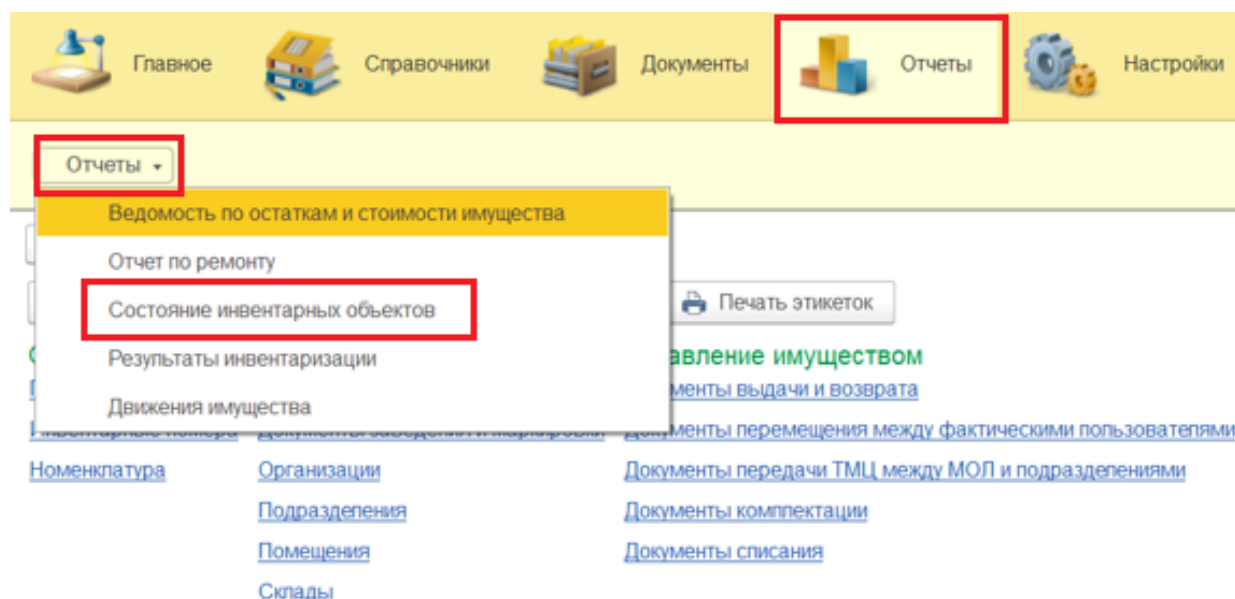 Главное Справочники Документы Отчеты Настройки
Отчеты
Ведомость по остаткам и стоимости имущества
Отчет по ремонту
Состояние инвентарных объектов
Печать этикеток
Результаты инвентаризации
авление имуществом
Движения имущества
менты выдачи и возврата
Документы перемещения между фактическими пользователями
Номенклатура Организации Документы передачи ТМЦ между МОЛ и подразделениями
Подразделения Документы комплектации
Помещения Документы списания
Склады